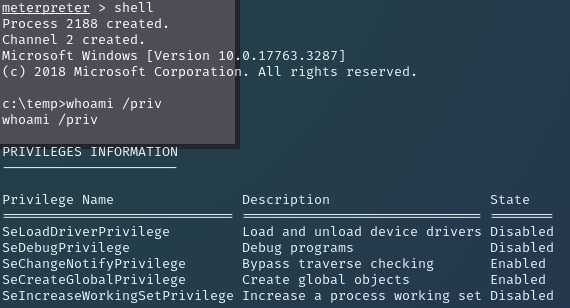 meterpreter > shell
Process 2188 created.
Channel 2 created.
Microsoft Windows [Version 10.0.17763.3287]
(c) 2018 Microsoft Corporation. All rights reserved.
c:\temp>whoami /priv
whoami /priv
PRIVILEGES INFORMATION
Privilege Name Description State
SeLoadDriverPrivilege Load and unload device drivers Disabled
SeDebugPrivilege Debug programs Disabled
SeChangeNotifyPrivilege Bypass traverse checking Enabled
SeCreateGlobalPrivilege Create global objects Enabled
SeIncreaseWorkingSetPrivilege Increase a process working set Disabled